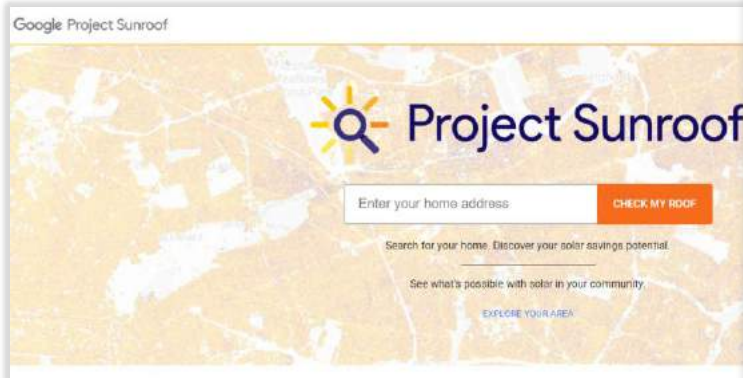 Google Project Sunroof
Project Sunroof
Enter your home address
CHECK MY ROOF
Search for your home. Discover your solar savings potential.
See what's possible with solar in your community.
EXPLORE YOUR AREA